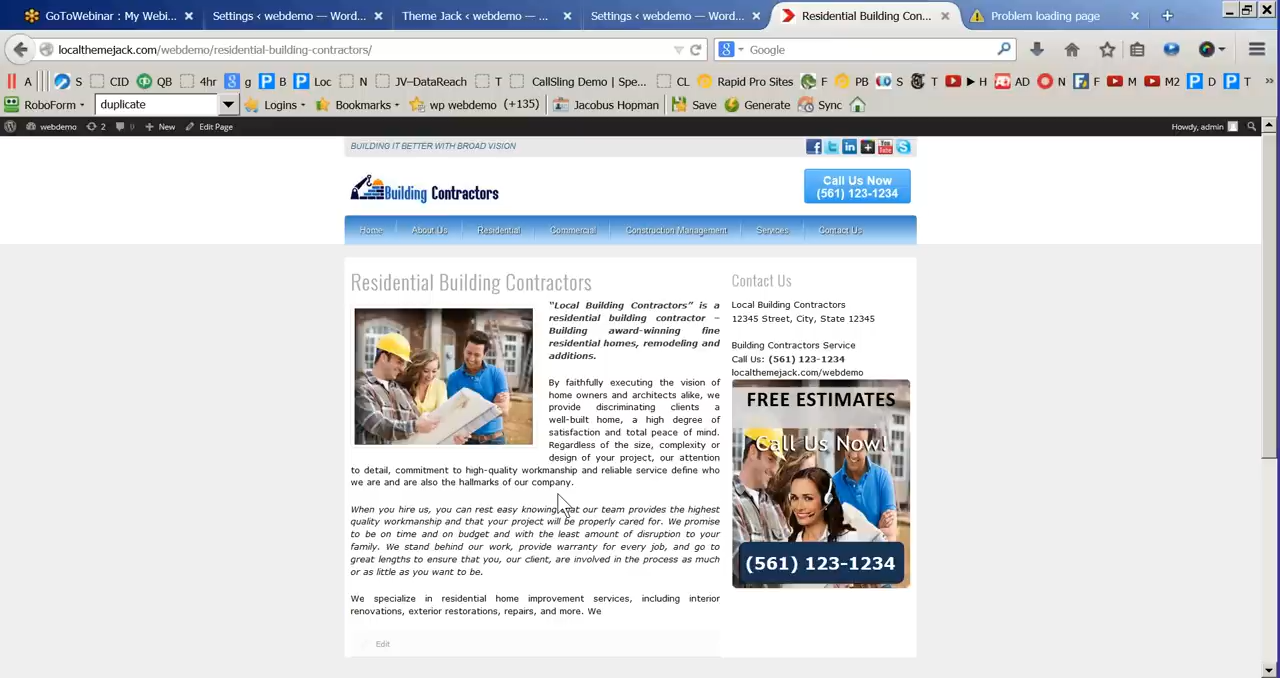 GoToWebinar : My Webi... × Settings ‹ webdemo — Word... × Theme Jack ‹ webdemo — ... × Settings ‹ webdemo — Word... × Residential Building Con... × Problem loading page ×
localthemejack.com/webdemo/residential-building-contractors/ Google
A S CID QB 4hr g B Loc N JV--DataReach T CallSling Demo | Spe... CL Rapid Pro Sites F PB S T H AD N F M M2 D T »
RoboForm duplicate Logins Bookmarks wp webdemo (+135) Jacobus Hopman Save Generate Sync
webdemo 2 0 New Edit Page Howdy, admin
BUILDING IT BETTER WITH BROAD VISION
Building Contractors
Call Us Now
(561) 123-1234
Home About Us Residential Commercial Construction Management Services Contact Us
Residential Building Contractors
“Local Building Contractors” is a
residential building contractor –
Building award-winning fine
residential homes, remodeling and
additions.
By faithfully executing the vision of
home owners and architects alike, we
provide discriminating clients a
well-built home, a high degree of
satisfaction and total peace of mind.
Regardless of the size, complexity or
design of your project, our attention
to detail, commitment to high-quality workmanship and reliable service define who
we are and are also the hallmarks of our company.
When you hire us, you can rest easy knowing that our team provides the highest
quality workmanship and that your project will be properly cared for. We promise
to be on time and on budget and with the least amount of disruption to your
family. We stand behind our work, provide warranty for every job, and go to
great lengths to ensure that you, our client, are involved in the process as much
or as little as you want to be.
We specialize in residential home improvement services, including interior
renovations, exterior restorations, repairs, and more. We
Edit
Contact Us
Local Building Contractors
12345 Street, City, State 12345
Building Contractors Service
Call Us: (561) 123-1234
localthemejack.com/webdemo
FREE ESTIMATES
Call Us Now!
(561) 123-1234